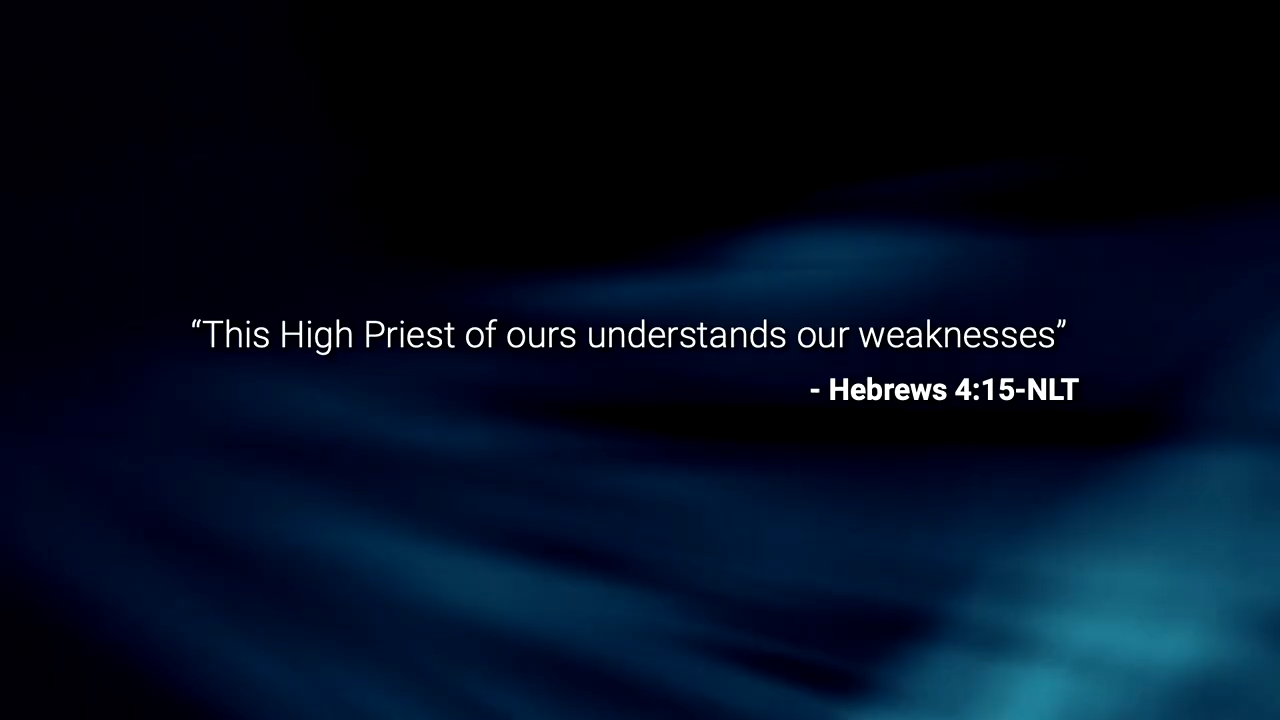 “This High Priest of ours understands our weaknesses”
- Hebrews 4:15-NLT